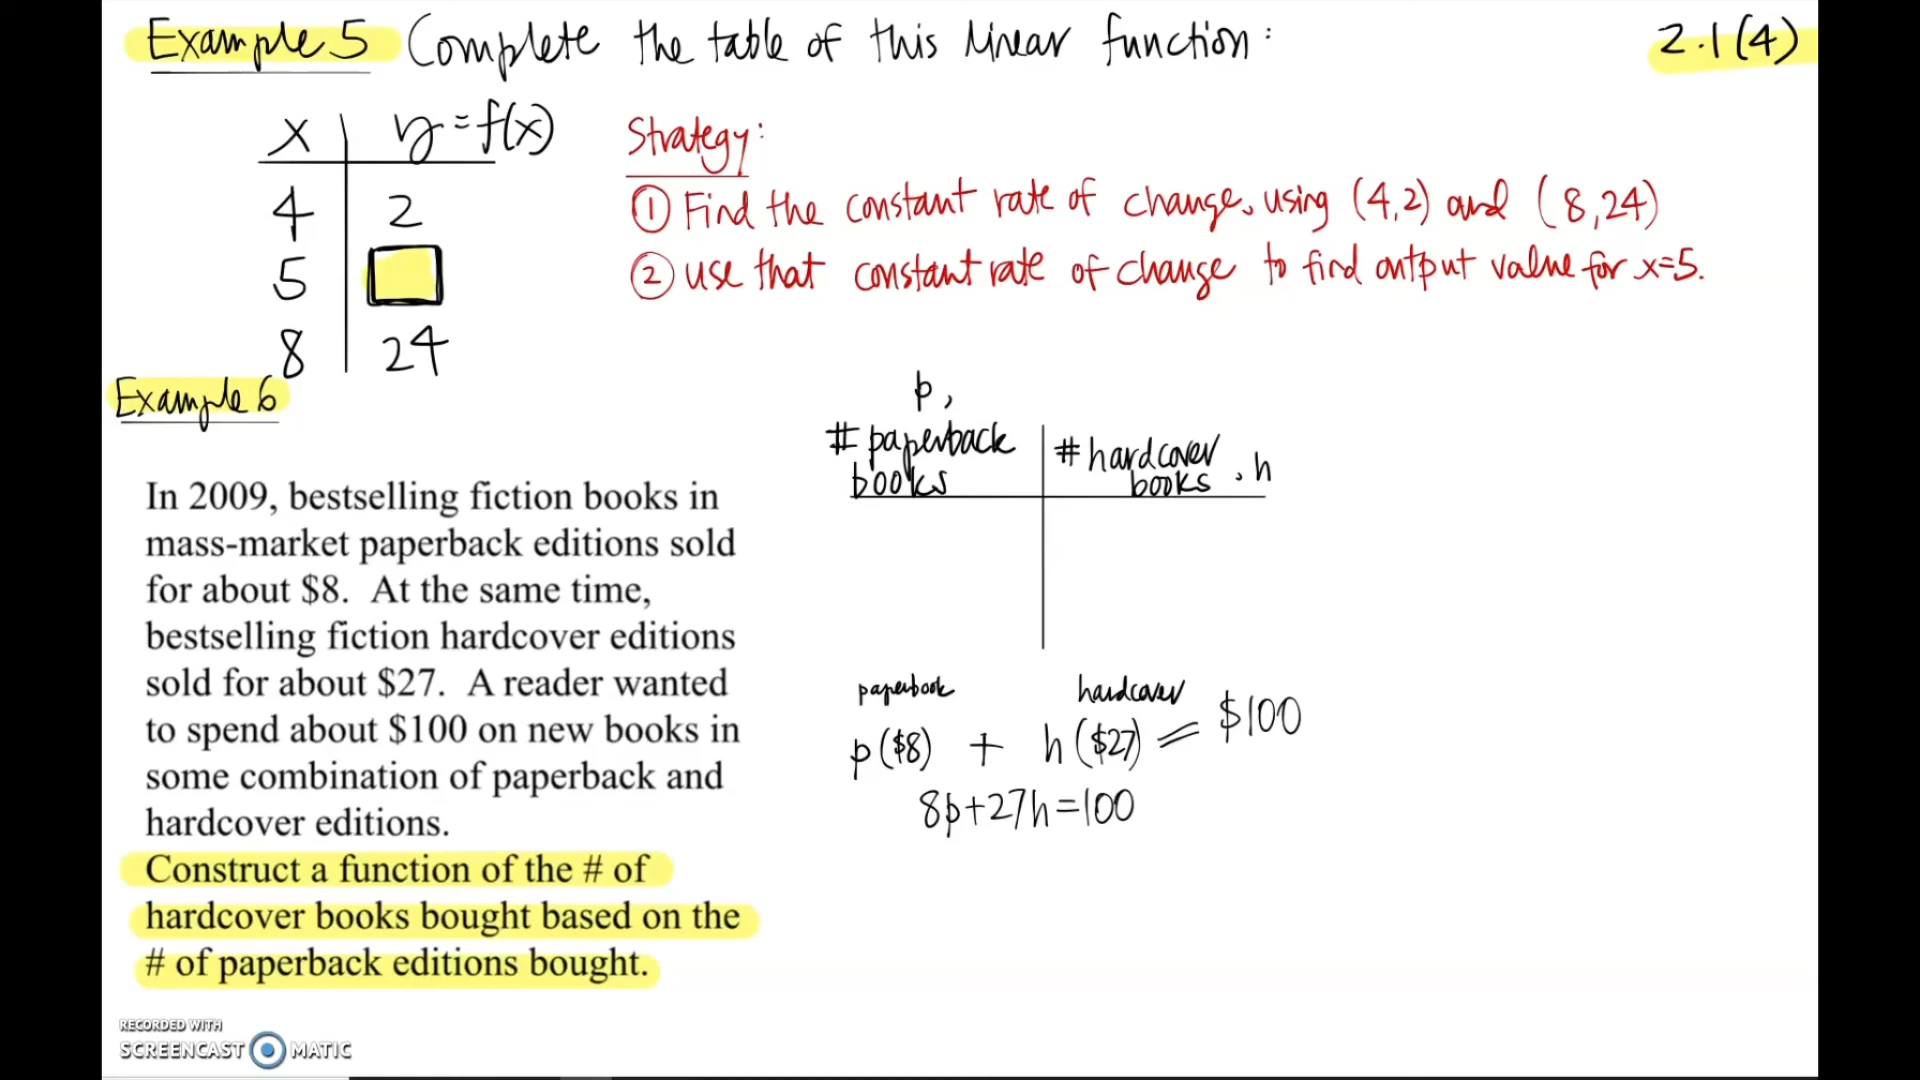 Example 5 Complete the table of this linear function:
2.1(4)
x | y=f(x)
4 | 2
5
8 | 24
Strategy:
① Find the constant rate of change, using (4,2) and (8,24)
② use that constant rate of change to find output value for x=5.
Example 6
In 2009, bestselling fiction books in
mass-market paperback editions sold
for about $8. At the same time,
bestselling fiction hardcover editions
sold for about $27. A reader wanted
to spend about $100 on new books in
some combination of paperback and
hardcover editions.
Construct a function of the # of
hardcover books bought based on the
# of paperback editions bought.
p,
# paperback
books
# hardcover
books, h
paperbook hardcover
p($8) + h($27) = $100
8p+27h=100
RECORDED WITH
SCREENCAST MATIC